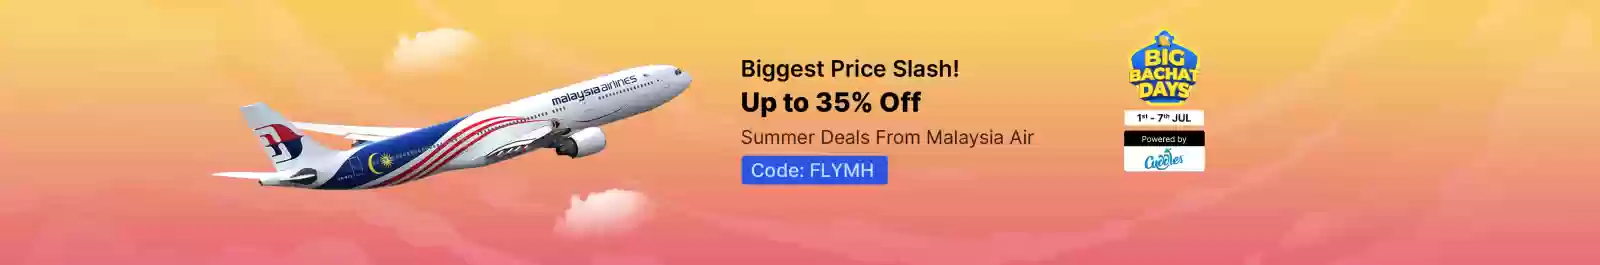 malaysia airlines
Biggest Price Slash!
Up to 35% Off
Summer Deals From Malaysia Air
Code: FLYMH
BIG
BACHAT
DAYS
1st - 7th JUL
Powered by
Cuddles